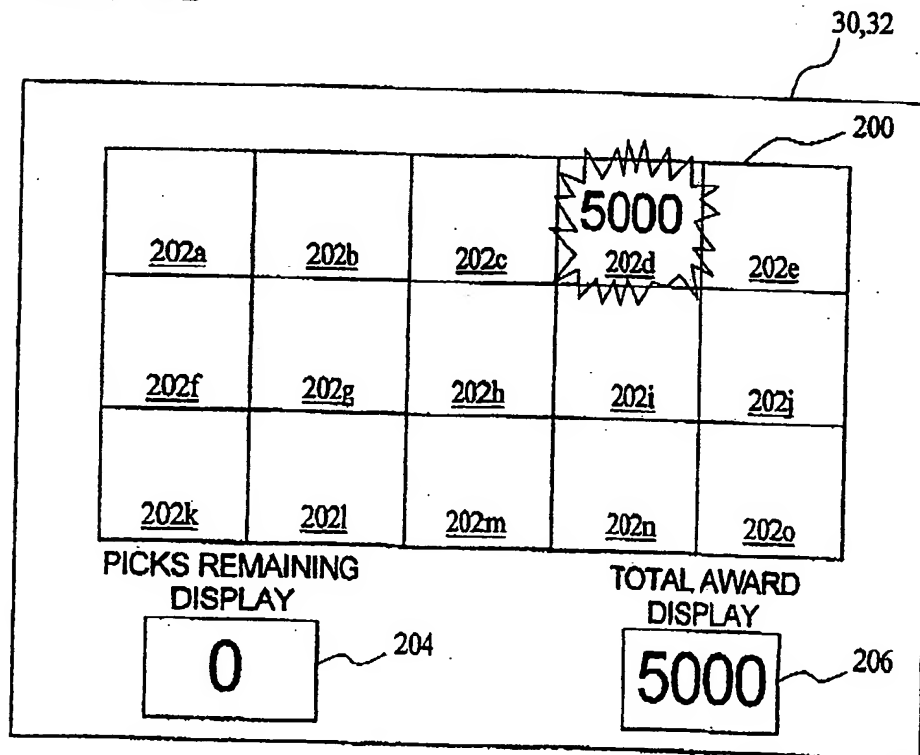 30,32
200
5000
202a 202b 202c 202d 202e
202f 202g 202h 202i 202j
202k 202l 202m 202n 202o
PICKS REMAINING
DISPLAY
0
204
TOTAL AWARD
DISPLAY
5000
206